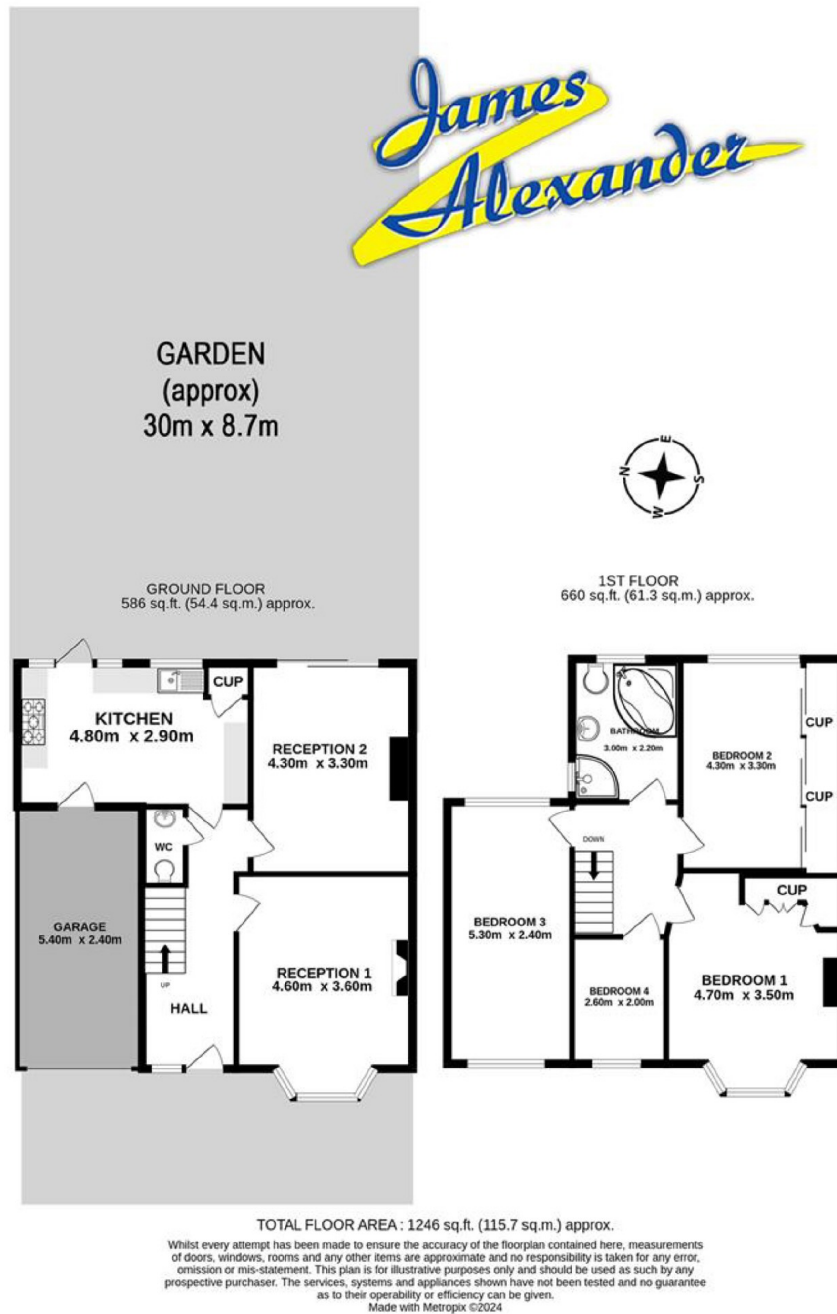 James
Alexander
GARDEN
(approx)
30m x 8.7m
N
E
S
W
GROUND FLOOR
586 sq.ft. (54.4 sq.m.) approx.
CUP
KITCHEN
4.80m x 2.90m
RECEPTION 2
4.30m x 3.30m
WC
GARAGE
5.40m x 2.40m
UP
HALL
RECEPTION 1
4.60m x 3.60m
1ST FLOOR
660 sq.ft. (61.3 sq.m.) approx.
BATHROOM
3.00m x 2.20m
BEDROOM 2
4.30m x 3.30m
CUP
CUP
DOWN
CUP
BEDROOM 3
5.30m x 2.40m
BEDROOM 4
2.60m x 2.00m
BEDROOM 1
4.70m x 3.50m
TOTAL FLOOR AREA : 1246 sq.ft. (115.7 sq.m.) approx.
Whilst every attempt has been made to ensure the accuracy of the floorplan contained here, measurements
of doors, windows, rooms and any other items are approximate and no responsibility is taken for any error,
omission or mis-statement. This plan is for illustrative purposes only and should be used as such by any
prospective purchaser. The services, systems and appliances shown have not been tested and no guarantee
as to their operability or efficiency can be given.
Made with Metropix ©2024